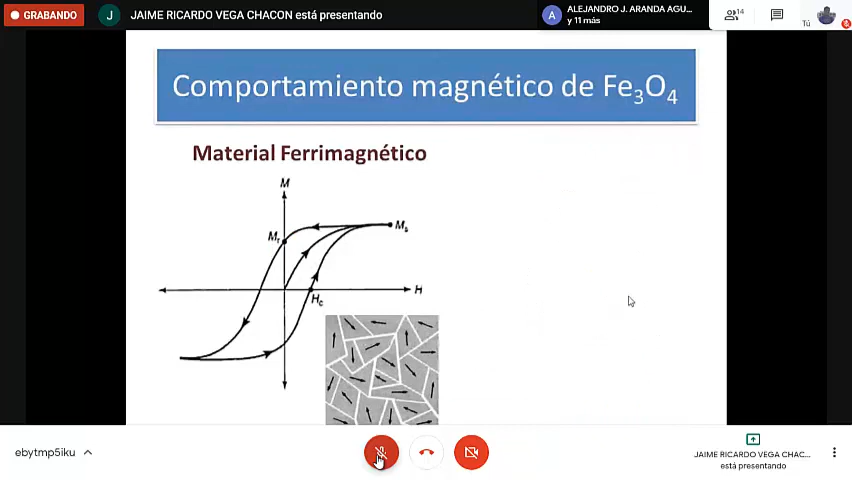 GRABANDO
J
JAIME RICARDO VEGA CHACON está presentando
A
ALEJANDRO J. ARANDA AGU...
y 11 más
14
Tú
Comportamiento magnético de Fe₃O₄
Material Ferrimagnético
M
Mr
Ms
H
Hc
ebytmp5iku
JAIME RICARDO VEGA CHAC...
está presentando